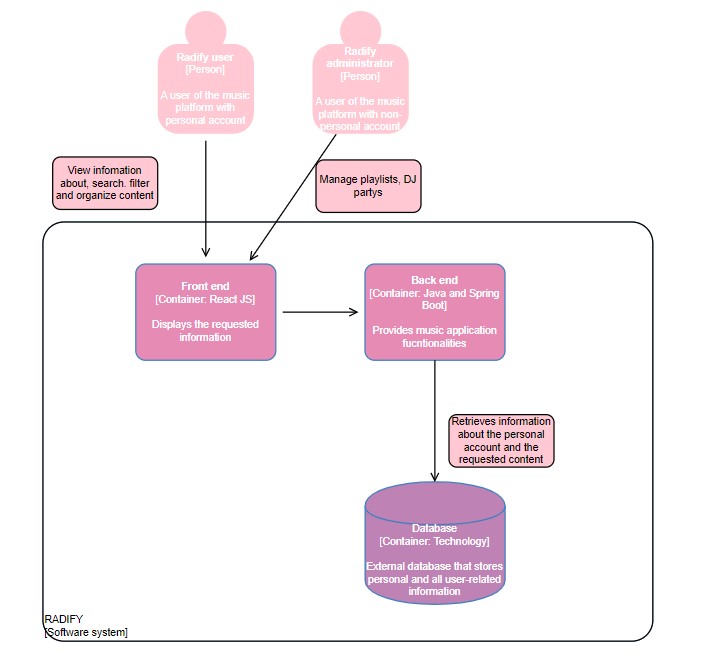 Radify user
[Person]
A user of the music
platform with
personal account
Radify
administrator
[Person]
A user of the music
platform with non-
personal account
View infomation
about, search. filter
and organize content
Manage playlists, DJ
partys
Front end
[Container: React JS]
Displays the requested
information
Back end
[Container: Java and Spring
Boot]
Provides music application
fucntionalities
Retrieves information
about the personal
account and the
requested content
Database
[Container: Technology]
External database that stores
personal and all user-related
information
RADIFY
[Software system]